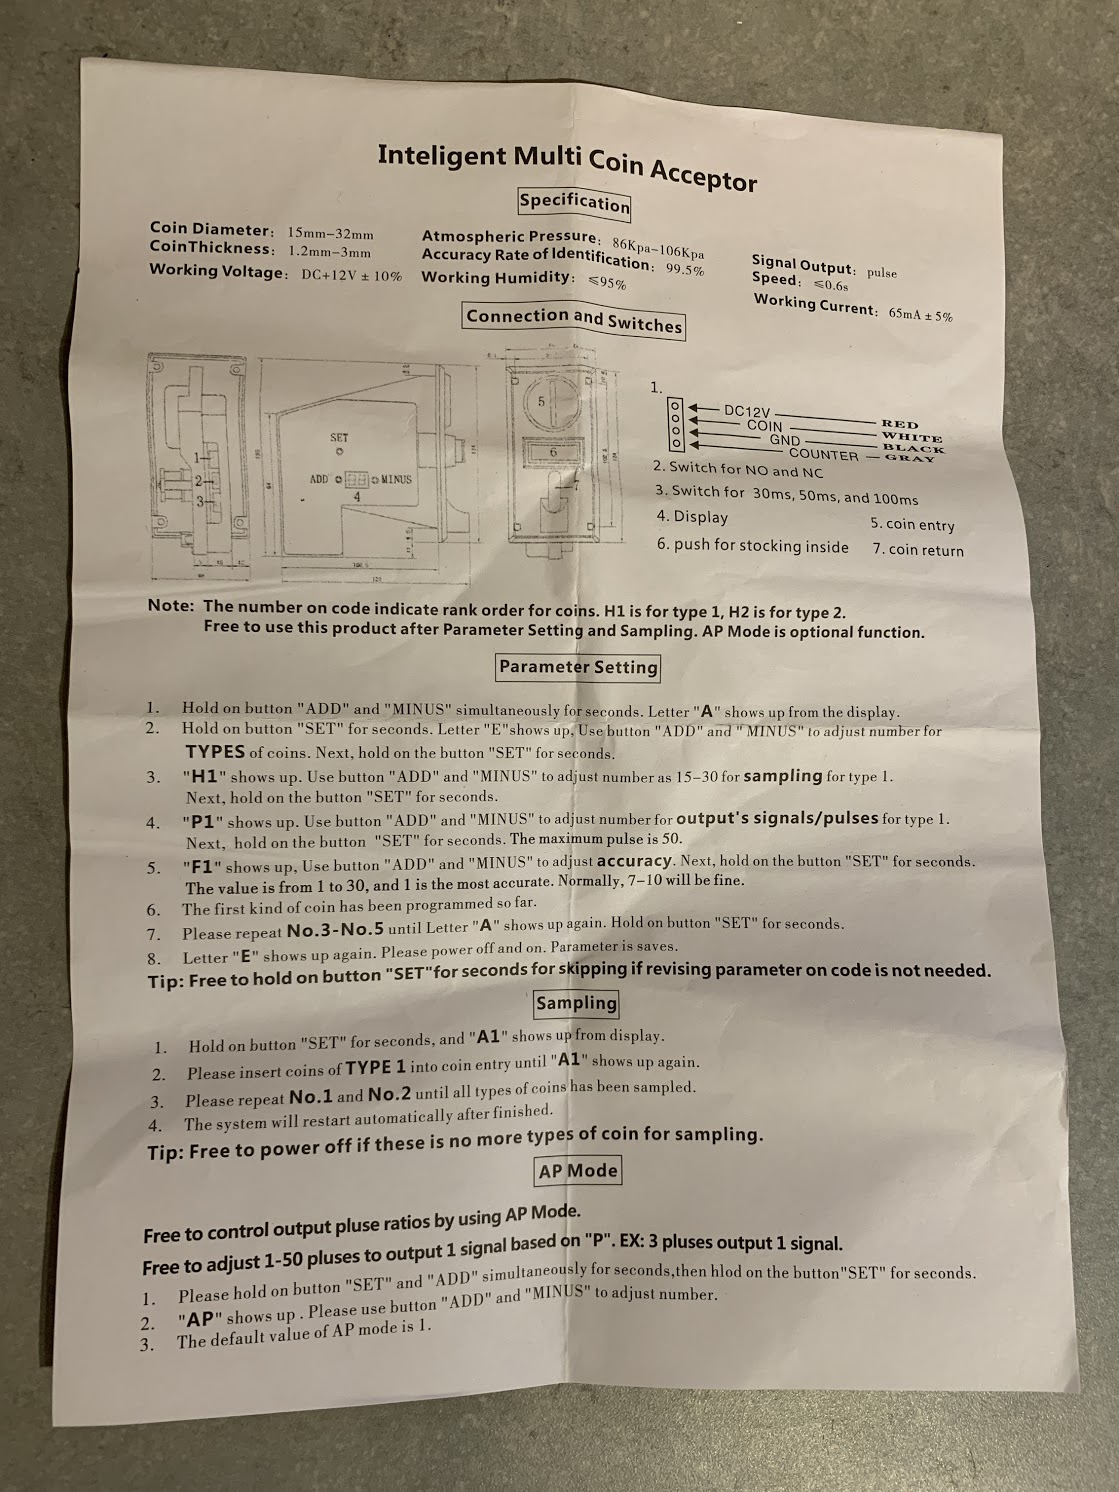 Inteligent Multi Coin Acceptor
Specification
Coin Diameter: 15mm-32mm
CoinThickness: 1.2mm-3mm
Working Voltage: DC+12V ± 10%
Atmospheric Pressure: 86Kpa-106Kpa
Accuracy Rate of Identification: 99.5%
Working Humidity: ≤95%
Signal Output: pulse
Speed: ≤0.6s
Working Current: 65mA ± 5%
Connection and Switches
1
2
3
SET
ADD
MINUS
4
5
6
7
1.
DC12V RED
COIN WHITE
GND BLACK
COUNTER GRAY
2. Switch for NO and NC
3. Switch for 30ms, 50ms, and 100ms
4. Display
5. coin entry
6. push for stocking inside
7. coin return
Note: The number on code indicate rank order for coins. H1 is for type 1, H2 is for type 2.
Free to use this product after Parameter Setting and Sampling. AP Mode is optional function.
Parameter Setting
1. Hold on button "ADD" and "MINUS" simultaneously for seconds. Letter "A" shows up from the display.
2. Hold on button "SET" for seconds. Letter "E"shows up, Use button "ADD" and " MINUS" to adjust number for
TYPES of coins. Next, hold on the button "SET" for seconds.
3. "H1" shows up. Use button "ADD" and "MINUS" to adjust number as 15-30 for sampling for type 1.
Next, hold on the button "SET" for seconds.
4. "P1" shows up. Use button "ADD" and "MINUS" to adjust number for output's signals/pulses for type 1.
Next, hold on the button "SET" for seconds. The maximum pulse is 50.
5. "F1" shows up, Use button "ADD" and "MINUS" to adjust accuracy. Next, hold on the button "SET" for seconds.
The value is from 1 to 30, and 1 is the most accurate. Normally, 7-10 will be fine.
6. The first kind of coin has been programmed so far.
7. Please repeat No.3-No.5 until Letter "A" shows up again. Hold on button "SET" for seconds.
8. Letter "E" shows up again. Please power off and on. Parameter is saves.
Tip: Free to hold on button "SET"for seconds for skipping if revising parameter on code is not needed.
Sampling
1. Hold on button "SET" for seconds, and "A1" shows up from display.
2. Please insert coins of TYPE 1 into coin entry until "A1" shows up again.
3. Please repeat No.1 and No.2 until all types of coins has been sampled.
4. The system will restart automatically after finished.
Tip: Free to power off if these is no more types of coin for sampling.
AP Mode
Free to control output pluse ratios by using AP Mode.
Free to adjust 1-50 pluses to output 1 signal based on "P". EX: 3 pluses output 1 signal.
1. Please hold on button "SET" and "ADD" simultaneously for seconds,then hlod on the button"SET" for seconds.
2. "AP" shows up . Please use button "ADD" and "MINUS" to adjust number.
3. The default value of AP mode is 1.